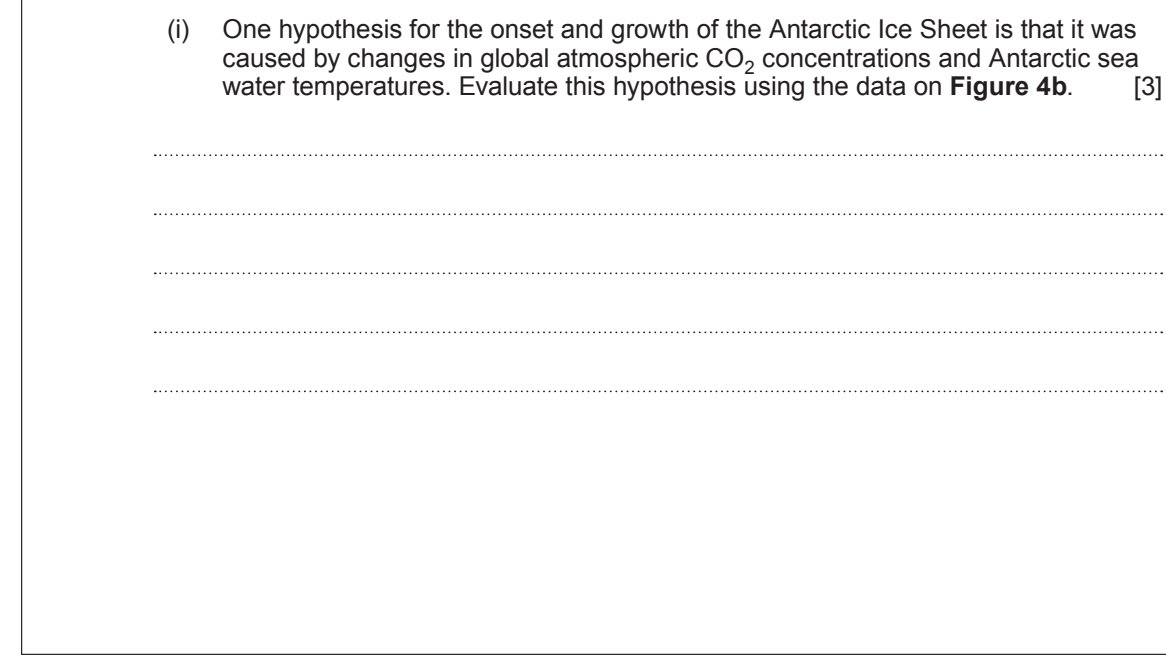 (i) One hypothesis for the onset and growth of the Antarctic Ice Sheet is that it was
caused by changes in global atmospheric CO₂ concentrations and Antarctic sea
water temperatures. Evaluate this hypothesis using the data on Figure 4b. [3]